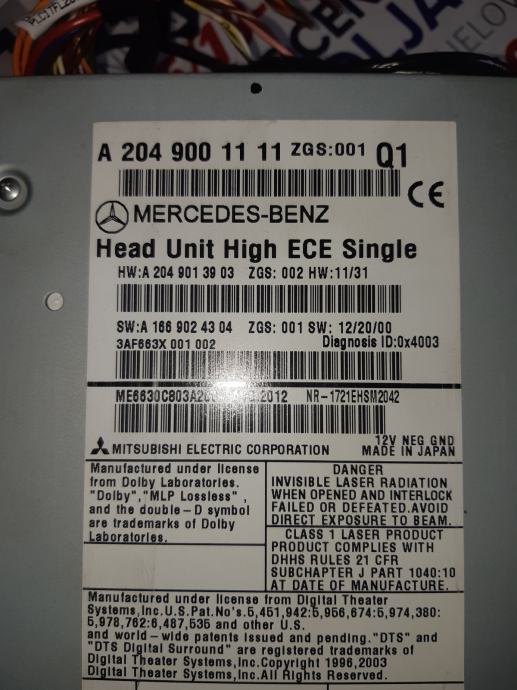 A 204 900 11 11 ZGS:001 Q1
CE
MERCEDES-BENZ
Head Unit High ECE Single
HW:A 204 901 39 03 ZGS: 002 HW:11/31
SW:A 166 902 43 04 ZGS: 001 SW: 12/20/00
3AF663X 001 002 Diagnosis ID:0x4003
2012 NR-1721EHSM2042
12V NEG GND
MITSUBISHI ELECTRIC CORPORATION MADE IN JAPAN
Manufactured under license
from Dolby Laboratories.
"Dolby","MLP Lossless" ,
and the double-D symbol
are trademarks of Dolby
Laboratories.
DANGER
INVISIBLE LASER RADIATION
WHEN OPENED AND INTERLOCK
FAILED OR DEFEATED.AVOID
DIRECT EXPOSURE TO BEAM.
CLASS 1 LASER PRODUCT
PRODUCT COMPLIES WITH
DHHS RULES 21 CFR
SUBCHAPTER J PART 1040:10
AT DATE OF MANUFACTURE.
Manufactured under license from Digital Theater
Systems,Inc.U.S.Pat.No's.5,451,942:5,956,674:5,974,380:
5,978,762:6,487,535 and other U.S.
and world-wide patents issued and pending."DTS" and
"DTS Digital Surround" are registered trademarks of
Digital Theater Systems,Inc.Copyright 1996,2003
Digital Theater Systems,Inc.All Rights Reserved.